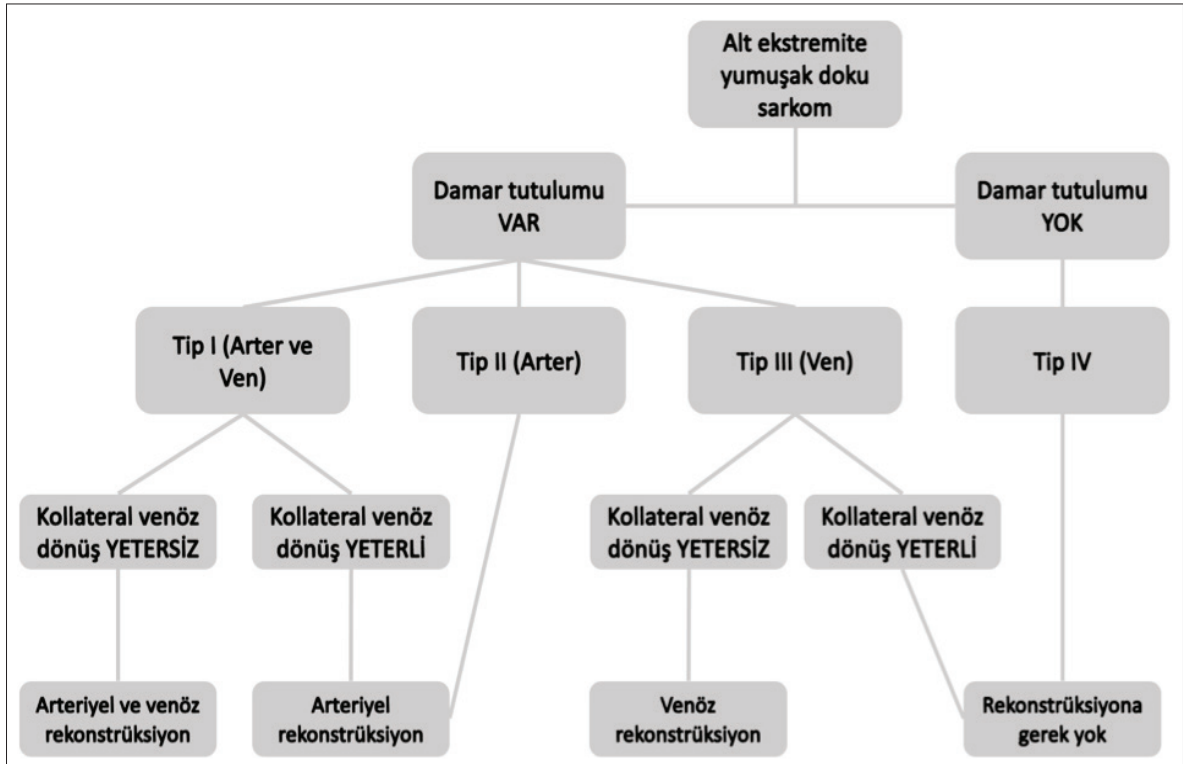 Alt ekstremite
yumuşak doku
sarkom
Damar tutulumu
VAR
Damar tutulumu
YOK
Tip I (Arter ve
Ven)
Tip II (Arter)
Tip III (Ven)
Tip IV
Kollateral venöz
dönüş YETERSİZ
Kollateral venöz
dönüş YETERLİ
Kollateral venöz
dönüş YETERSİZ
Kollateral venöz
dönüş YETERLİ
Arteriyel ve venöz
rekonstrüksiyon
Arteriyel
rekonstrüksiyon
Venöz
rekonstrüksiyon
Rekonstrüksiyona
gerek yok